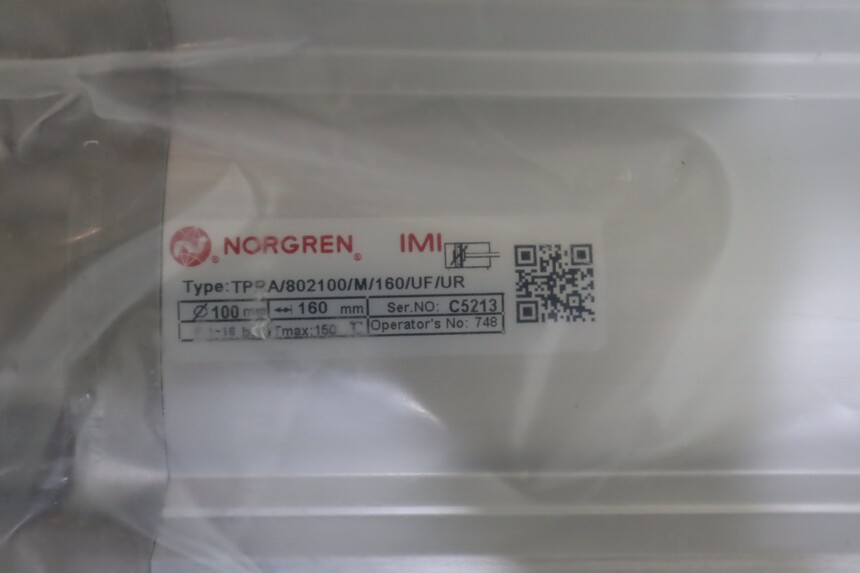 ® NORGREN® IMI
Type:TPRA/802100/M/160/UF/UR
Ø100 mm 160 mm Ser.NO: C5213
Tmax:150 ℃ Operator's No: 748